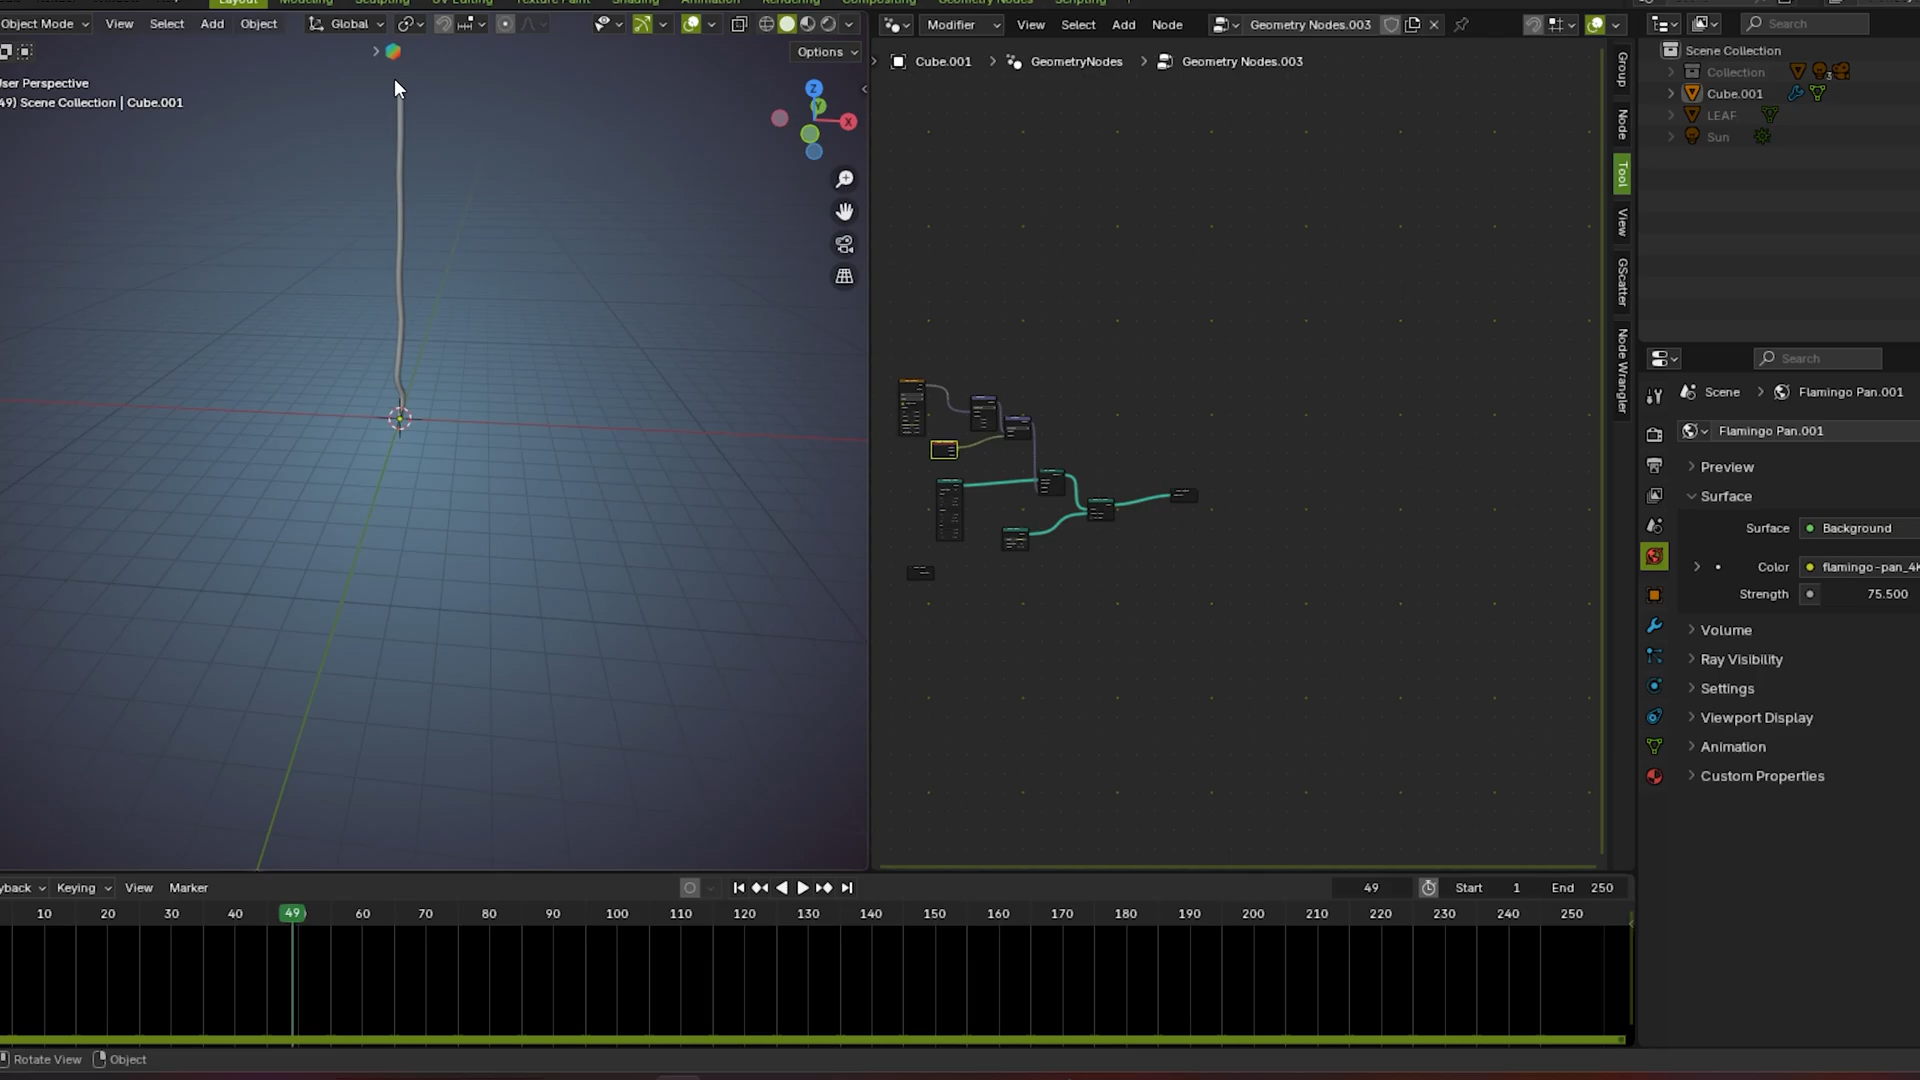 Object Mode View Select Add Object Global
Options
User Perspective
49) Scene Collection | Cube.001
Z
Y
X
Modifier View Select Add Node Geometry Nodes.003
Cube.001 GeometryNodes Geometry Nodes.003
Group
Node
Tool
View
GScatter
Node Wrangler
Search
Scene Collection
Collection 3
Cube.001
LEAF
Sun
Search
Scene Flamingo Pan.001
Flamingo Pan.001
Preview
Surface
Surface Background
Color flamingo-pan_4K
Strength 75.500
Volume
Ray Visibility
Settings
Viewport Display
Animation
Custom Properties
yback Keying View Marker
49 Start 1 End 250
10 20 30 40 49 60 70 80 90 100 110 120 130 140 150 160 170 180 190 200 210 220 230 240 250
Rotate View Object